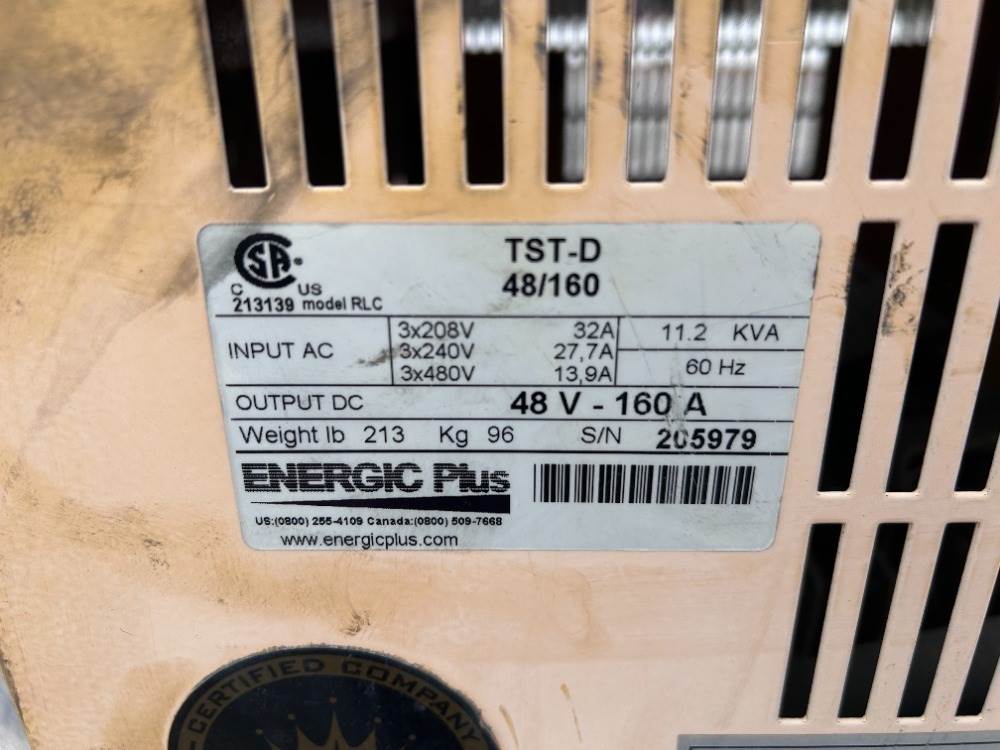 CSA
C US
213139 model RLC
TST-D
48/160
INPUT AC
3x208V 32A
3x240V 27,7A
3x480V 13,9A
11.2 KVA
60 Hz
OUTPUT DC 48 V - 160 A
Weight lb 213 Kg 96 S/N 205979
ENERGIC Plus
US:(0800) 255-4109 Canada:(0800) 509-7668
www.energicplus.com
CERTIFIED COMPANY